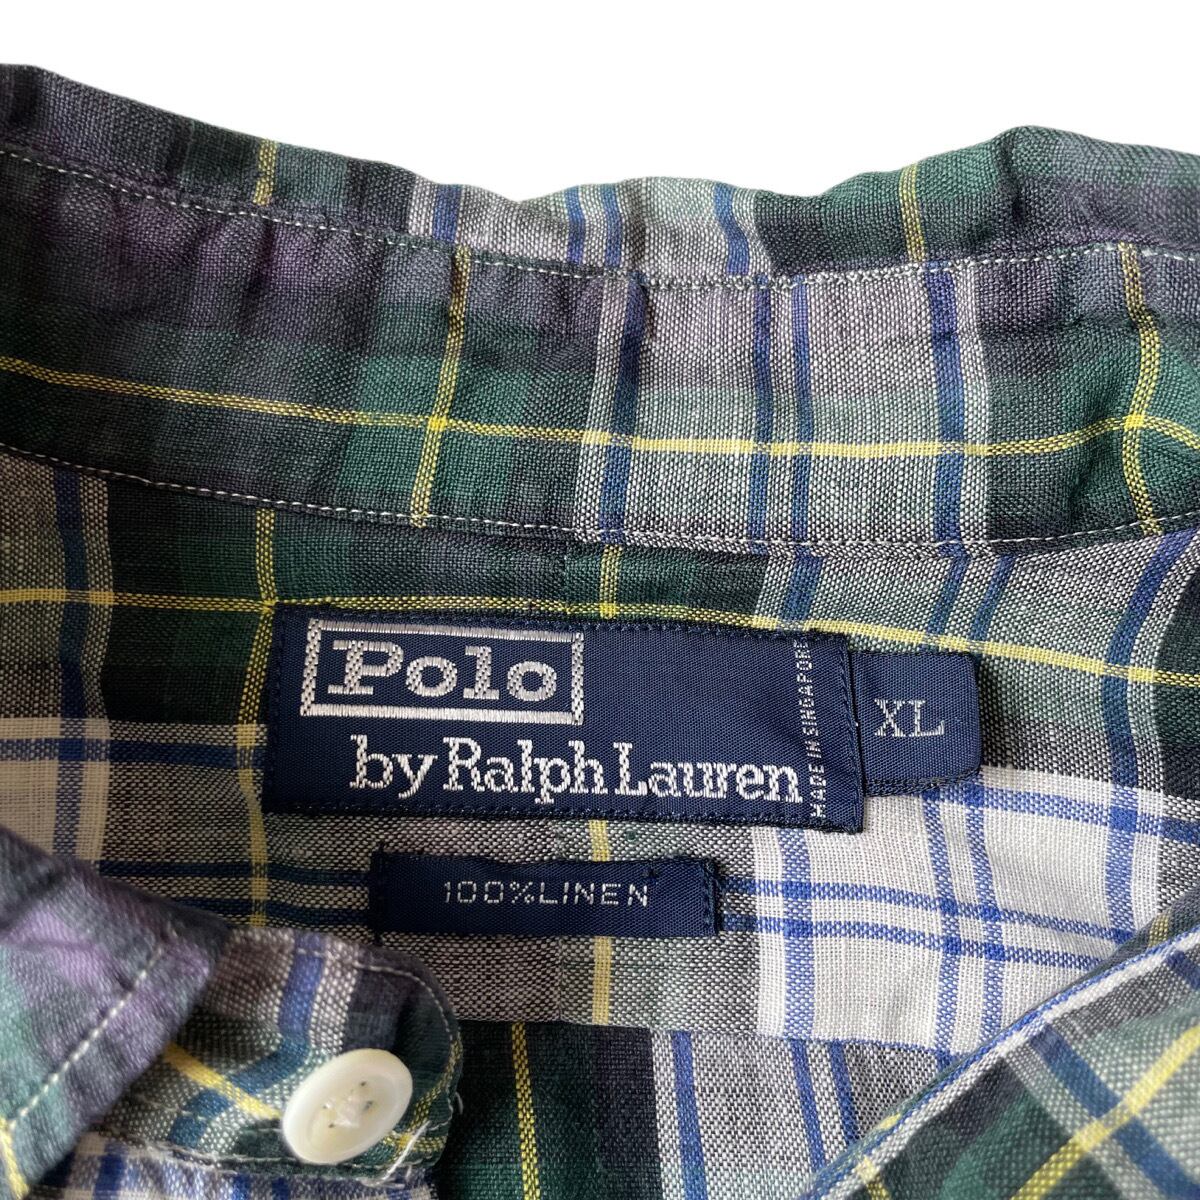 Polo
by Ralph Lauren
MADE IN SINGAPORE
XL
100%LINEN